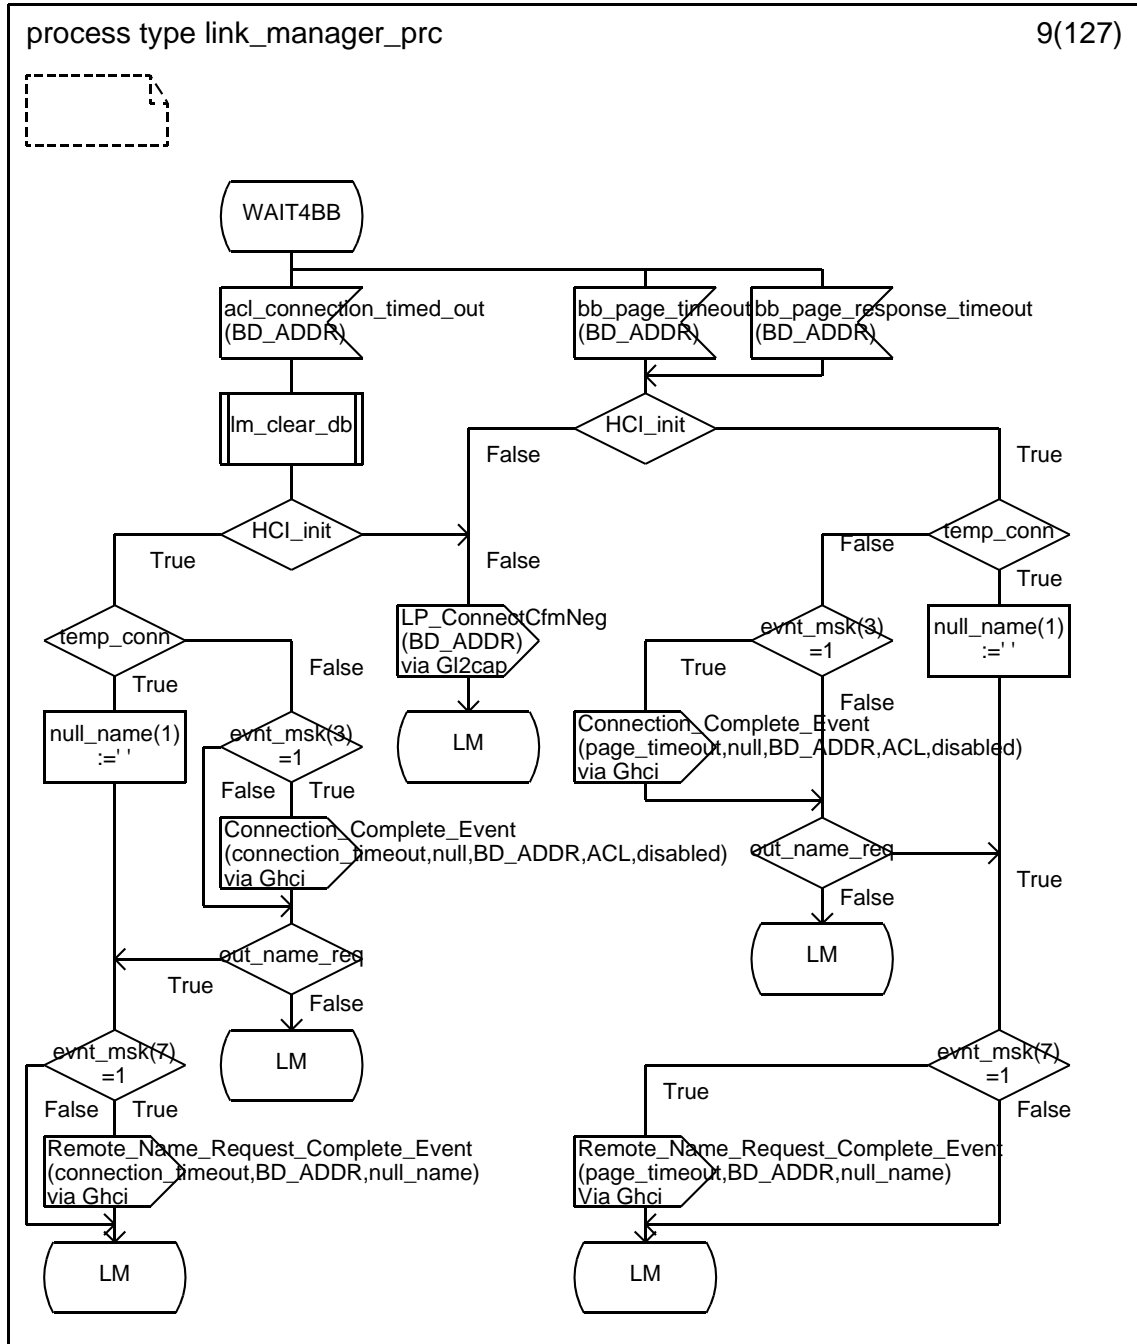 process type link_manager_prc
9(127)
WAIT4BB
acl_connection_timed_out
(BD_ADDR)
bb_page_timeout
(BD_ADDR)
bb_page_response_timeout
(BD_ADDR)
lm_clear_db
HCI_init
False
True
HCI_init
True
False
temp_conn
False
True
LP_ConnectCfmNeg
(BD_ADDR)
via Gl2cap
evnt_msk(3)
=1
null_name(1)
:=' '
temp_conn
False
True
True
False
null_name(1)
:=' '
evnt_msk(3)
=1
LM
Connection_Complete_Event
(page_timeout,null,BD_ADDR,ACL,disabled)
via Ghci
False
True
Connection_Complete_Event
(connection_timeout,null,BD_ADDR,ACL,disabled)
via Ghci
out_name_req
True
False
out_name_req
True
False
LM
LM
evnt_msk(7)
=1
evnt_msk(7)
=1
False
True
True
False
Remote_Name_Request_Complete_Event
(connection_timeout,BD_ADDR,null_name)
via Ghci
Remote_Name_Request_Complete_Event
(page_timeout,BD_ADDR,null_name)
Via Ghci
LM
LM